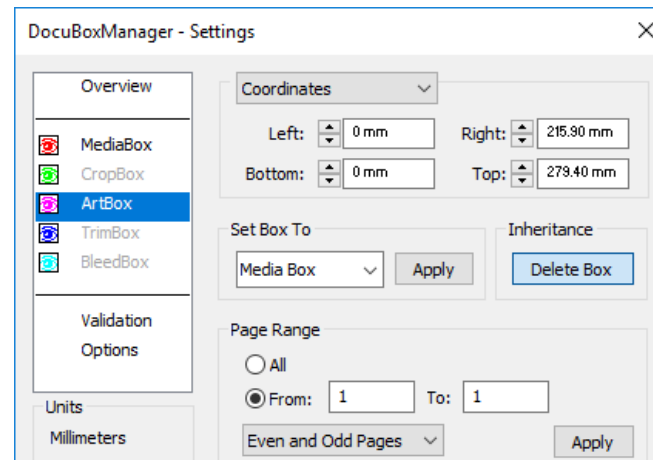 DocuBoxManager - Settings
Overview
MediaBox
CropBox
ArtBox
TrimBox
BleedBox
Validation
Options
Units
Millimeters
Coordinates
Left: 0 mm Right: 215.90 mm
Bottom: 0 mm Top: 279.40 mm
Set Box To
Media Box Apply
Inheritance
Delete Box
Page Range
All
From: 1 To: 1
Even and Odd Pages Apply